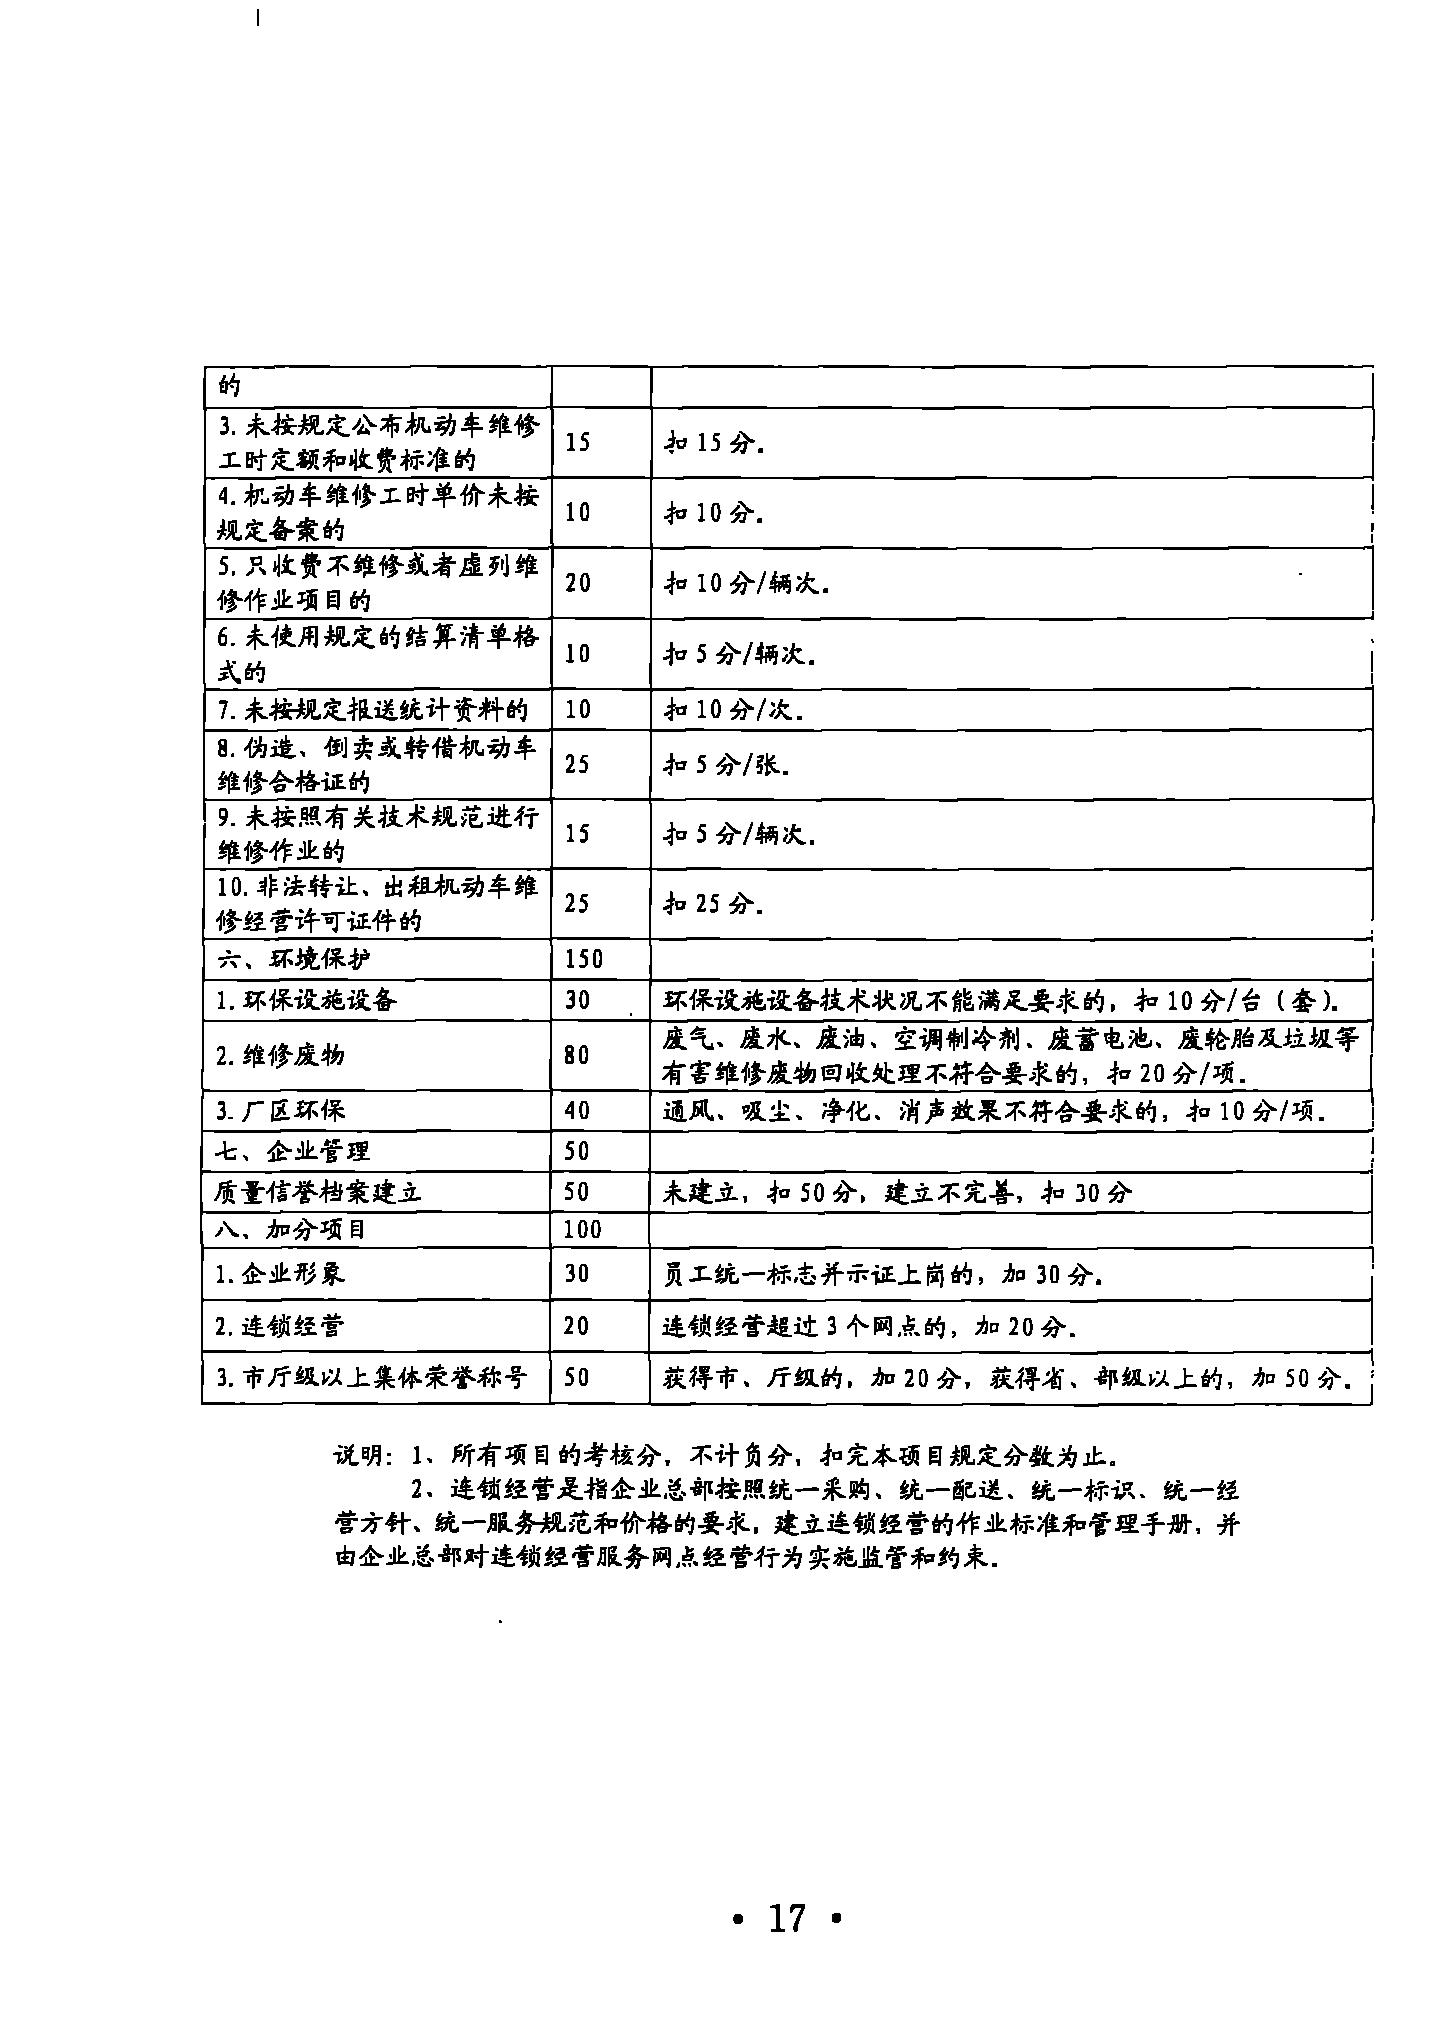 的
3.未按规定公布机动车维修
工时定额和收费标准的
15
扣 15 分。
4.机动车维修工时单价未按
规定备案的
10
扣 10 分。
5.只收费不维修或者虚列维
修作业项目的
20
扣 10 分/辆次。
6.未使用规定的结算清单格
式的
10
扣 5 分/辆次。
7.未按规定报送统计资料的
10
扣 10 分/次。
8.伪造、倒卖或转借机动车
维修合格证的
25
扣 5 分/张。
9.未按照有关技术规范进行
维修作业的
15
扣 5 分/辆次。
10.非法转让、出租机动车维
修经营许可证件的
25
扣 25 分。
六、环境保护
150
1.环保设施设备
30
环保设施设备技术状况不能满足要求的，扣 10 分/台（套）。
2.维修废物
80
废气、废水、废油、空调制冷剂、废蓄电池、废轮胎及垃圾等
有害维修废物回收处理不符合要求的，扣 20 分/项。
3.厂区环保
40
通风、吸尘、净化、消声效果不符合要求的，扣 10 分/项。
七、企业管理
50
质量信誉档案建立
50
未建立，扣 50 分，建立不完善，扣 30 分
八、加分项目
100
1.企业形象
30
员工统一标志并示证上岗的，加 30 分。
2.连锁经营
20
连锁经营超过 3 个网点的，加 20 分。
3.市厅级以上集体荣誉称号
50
获得市、厅级的，加 20 分，获得省、部级以上的，加 50 分。
说明：1、所有项目的考核分，不计负分，扣完本项目规定分数为止。
2、连锁经营是指企业总部按照统一采购、统一配送、统一标识、统一经
营方针、统一服务规范和价格的要求，建立连锁经营的作业标准和管理手册，并
由企业总部对连锁经营服务网点经营行为实施监管和约束。
· 17 ·